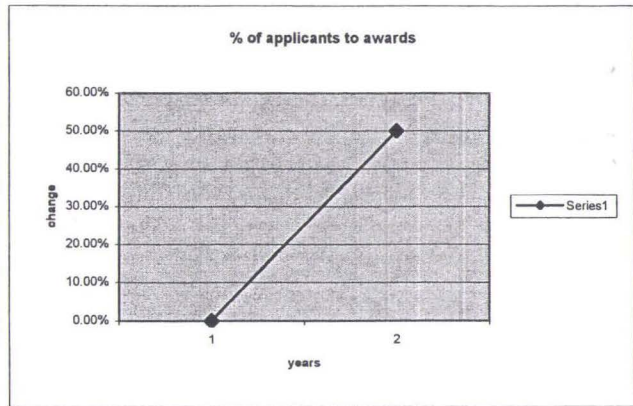 % of applicants to awards
60.00%
50.00%
40.00%
30.00%
20.00%
10.00%
0.00%
change
1
2
years
Series1